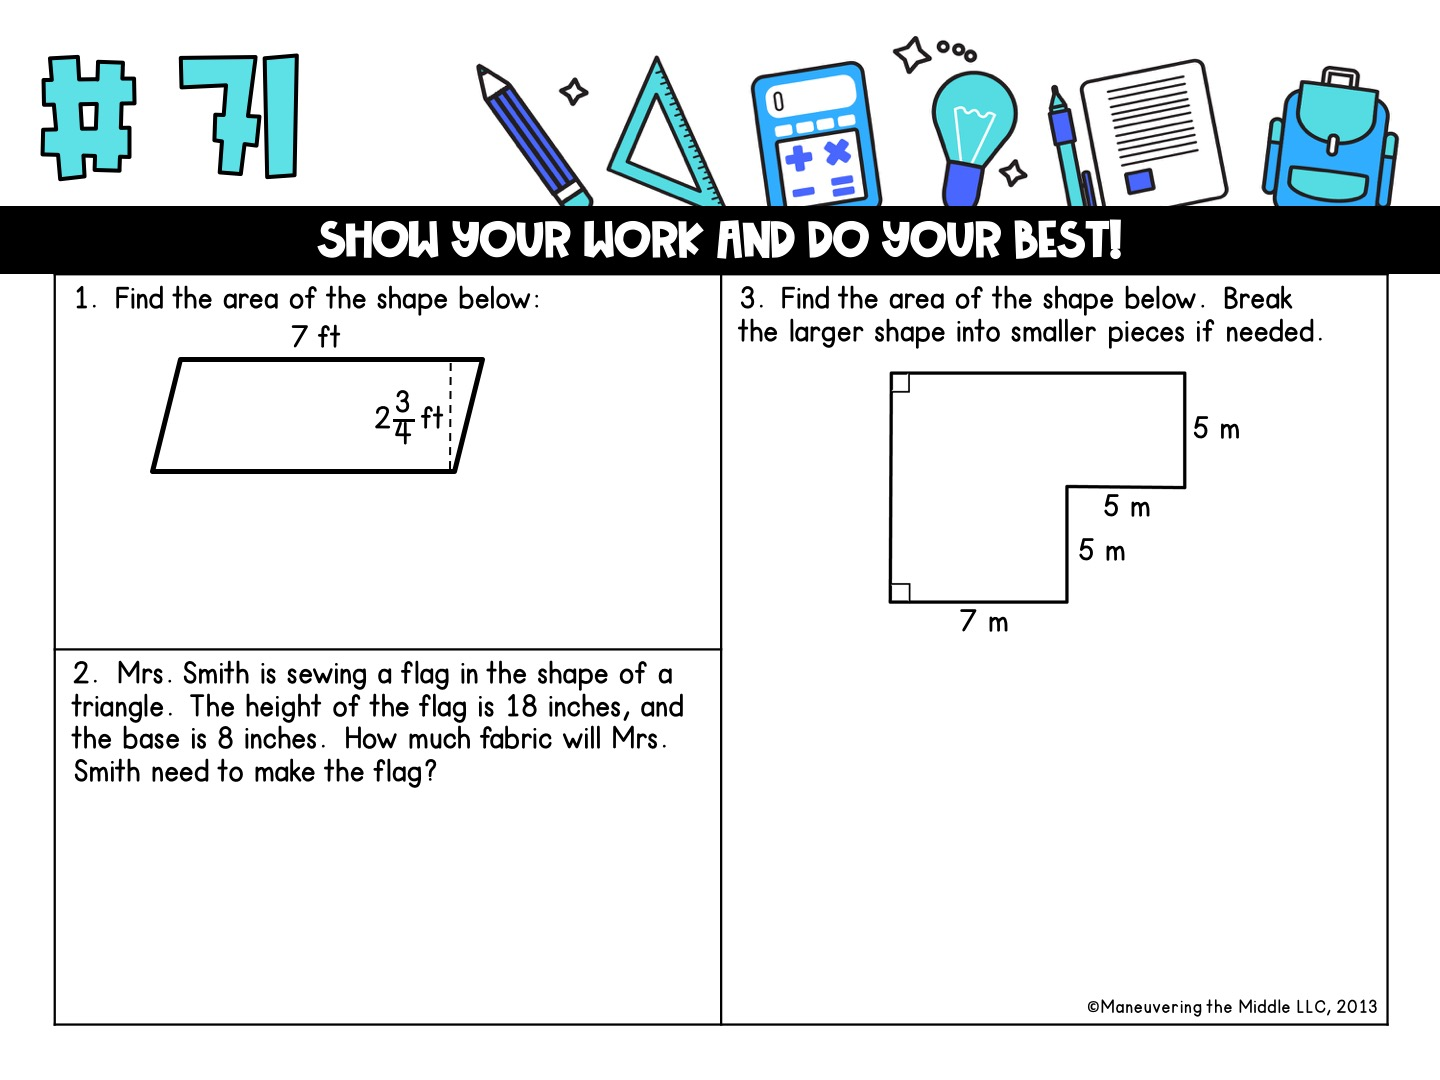 # 71
0
SHOW YOUR WORK AND DO YOUR BEST!
1. Find the area of the shape below:
7 ft
2 3/4 ft
2. Mrs. Smith is sewing a flag in the shape of a
triangle. The height of the flag is 18 inches, and
the base is 8 inches. How much fabric will Mrs.
Smith need to make the flag?
3. Find the area of the shape below. Break
the larger shape into smaller pieces if needed.
5 m
5 m
5 m
7 m
©Maneuvering the Middle LLC, 2013